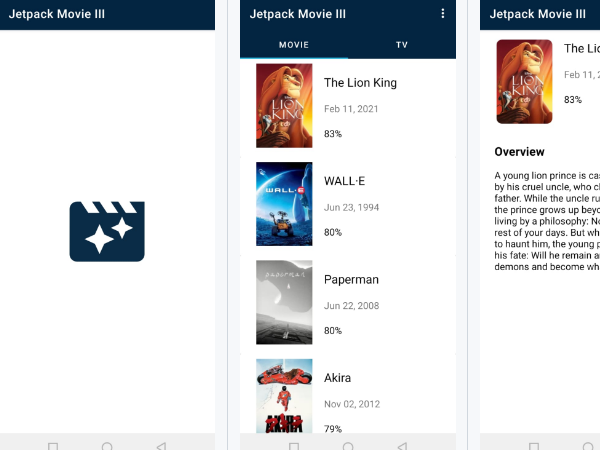 Jetpack Movie III
Jetpack Movie III
MOVIE
TV
LION
KING
The Lion King
Feb 11, 2021
83%
WALL·E
WALL·E
Jun 23, 1994
80%
paperman
Paperman
Jun 22, 2008
80%
Akira
Nov 02, 2012
79%
AKIRA
Jetpack Movie III
LION
KING
The Lio
Feb 11, 2
83%
Overview
A young lion prince is cas
by his cruel uncle, who cl
father. While the uncle ru
the prince grows up beyo
living by a philosophy: No
rest of your days. But wh
to haunt him, the young p
his fate: Will he remain a
demons and become wh